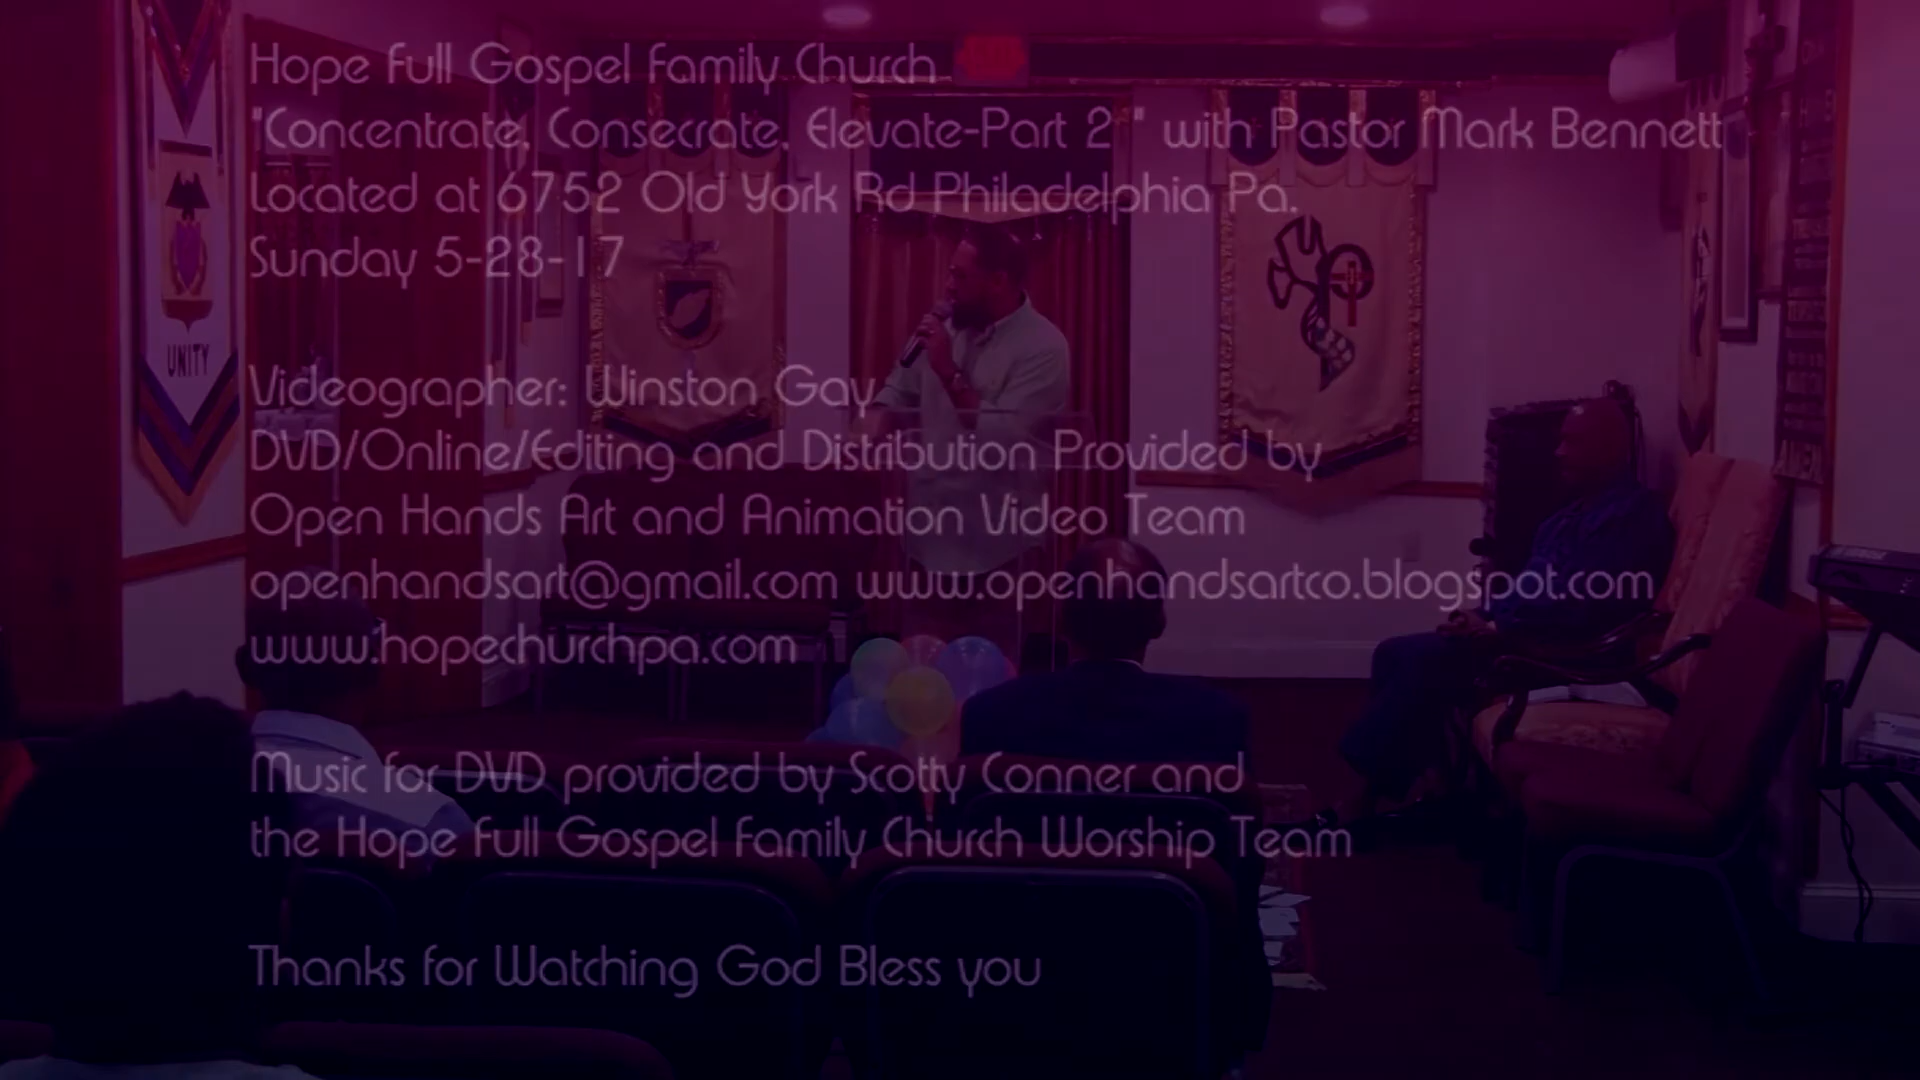 Hope Full Gospel Family Church
"Concentrate, Consecrate, Elevate-Part 2 " with Pastor Mark Bennett
Located at 6752 Old York Rd Philadelphia Pa.
Sunday 5-28-17
UNITY
Videographer: Winston Gay
DVD/Online/Editing and Distribution Provided by
Open Hands Art and Animation Video Team
openhandsart@gmail.com www.openhandsartco.blogspot.com
www.hopechurchpa.com
Music for DVD provided by Scotty Conner and
the Hope Full Gospel Family Church Worship Team
Thanks for Watching God Bless you
AMEN